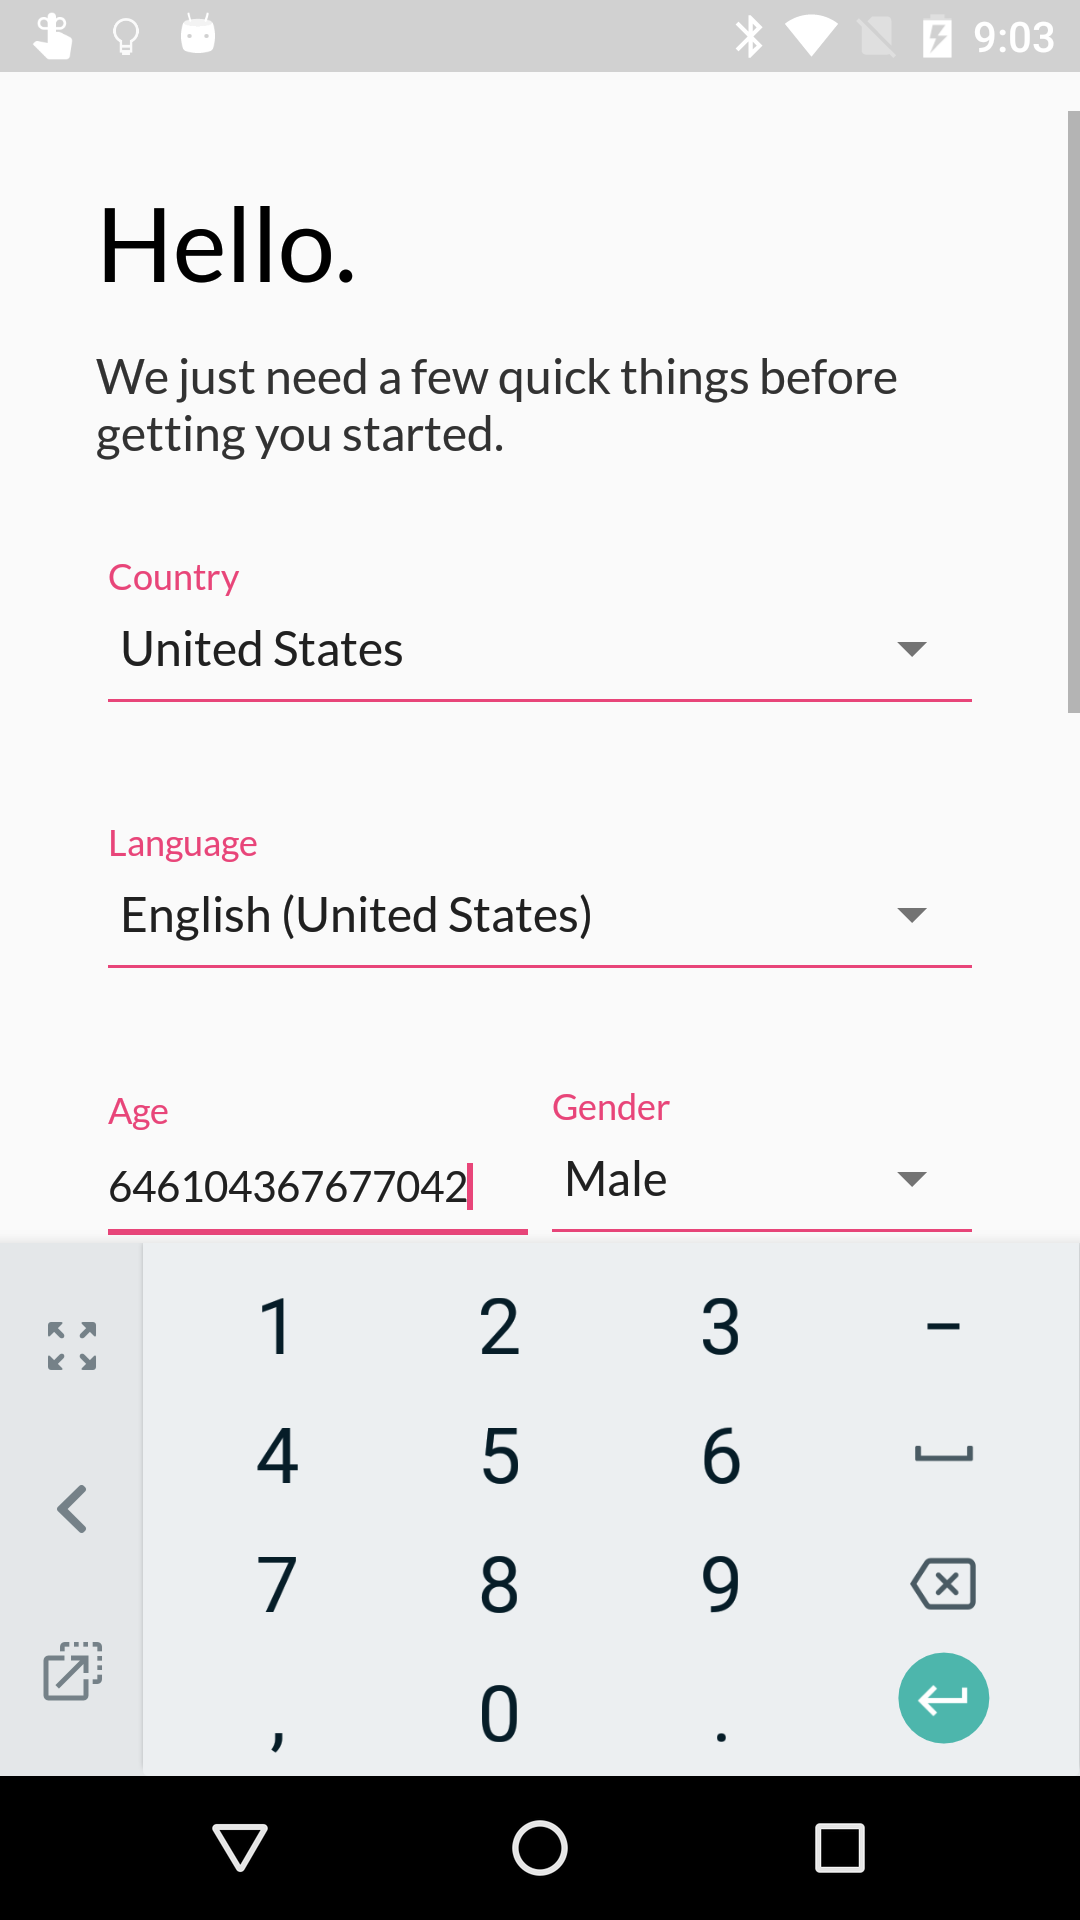 9:03
Hello.
We just need a few quick things before
getting you started.
Country
United States
Language
English (United States)
Age
Gender
646104367677042
Male
1 2 3 –
4 5 6
7 8 9
, 0 .